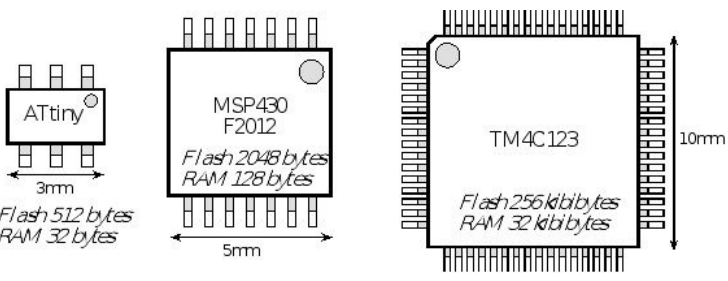 ATtiny
3mm
Flash 512 bytes
RAM 32 bytes
MSP430
F2012
Flash 2048 bytes
RAM 128 bytes
5mm
TM4C123
Flash 256 kibibytes
RAM 32 kibibytes
10mm